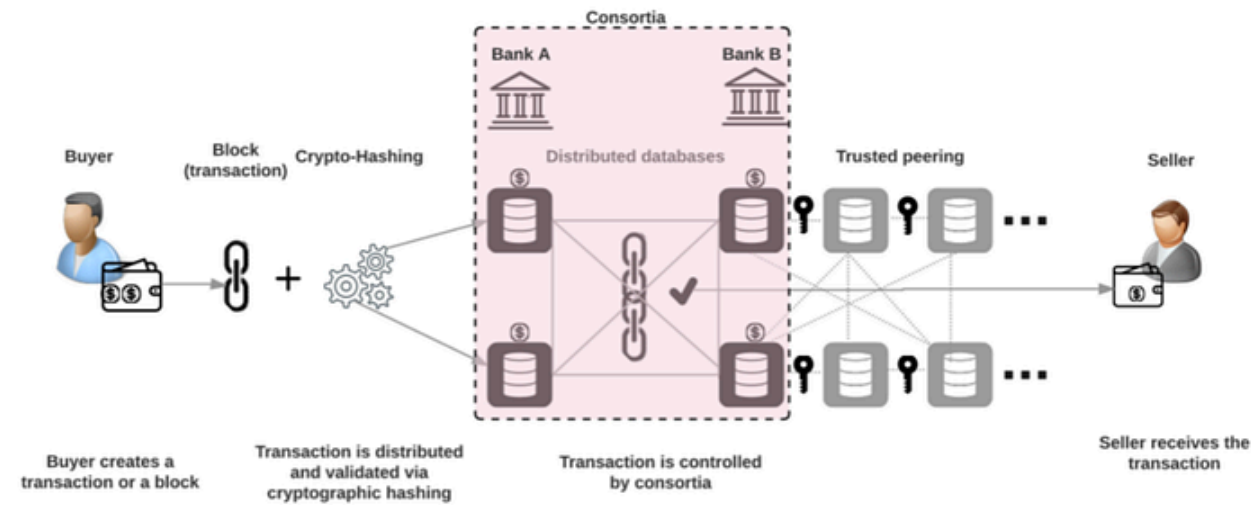 Consortia
Bank A
Bank B
Buyer
Block
(transaction)
Crypto-Hashing
Distributed databases
Trusted peering
Seller
$
$
$ $
$
$
$
Buyer creates a
transaction or a block
Transaction is distributed
and validated via
cryptographic hashing
Transaction is controlled
by consortia
Seller receives the
transaction